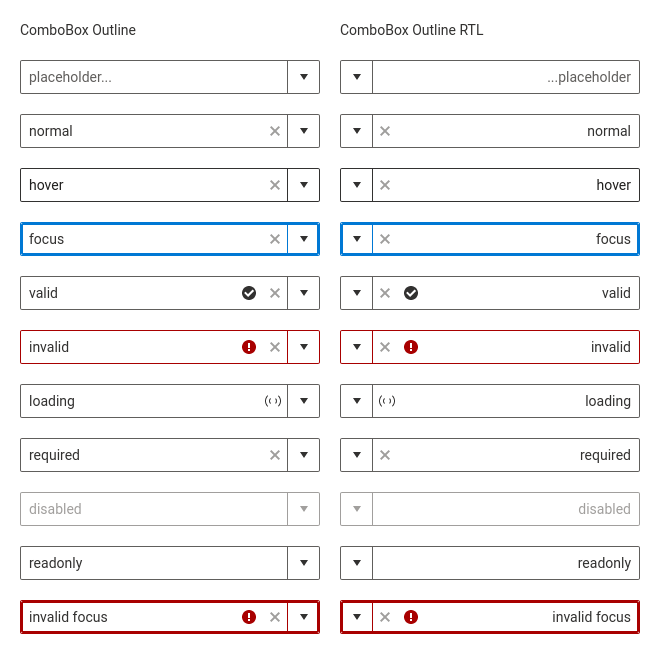 ComboBox Outline
placeholder...
normal
hover
focus
valid
invalid
loading
required
disabled
readonly
invalid focus
ComboBox Outline RTL
...placeholder
normal
hover
focus
valid
invalid
loading
required
disabled
readonly
invalid focus